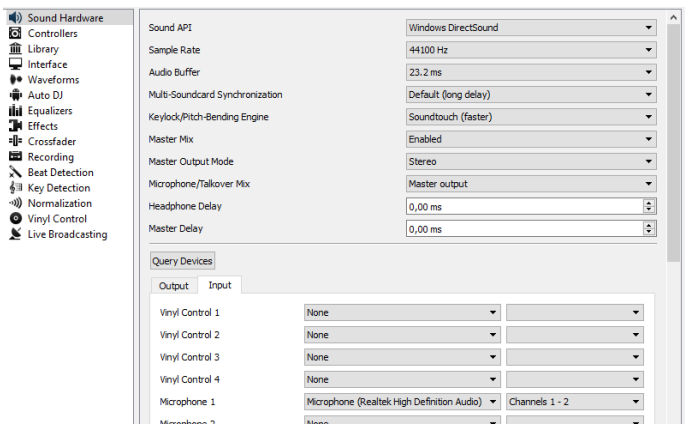 Sound Hardware
Controllers
Library
Interface
Waveforms
Auto DJ
Equalizers
Effects
Crossfader
Recording
Beat Detection
Key Detection
Normalization
Vinyl Control
Live Broadcasting
Sound API Windows DirectSound
Sample Rate 44100 Hz
Audio Buffer 23.2 ms
Multi-Soundcard Synchronization Default (long delay)
Keylock/Pitch-Bending Engine Soundtouch (faster)
Master Mix Enabled
Master Output Mode Stereo
Microphone/Talkover Mix Master output
Headphone Delay 0,00 ms
Master Delay 0,00 ms
Query Devices
Output Input
Vinyl Control 1 None
Vinyl Control 2 None
Vinyl Control 3 None
Vinyl Control 4 None
Microphone 1 Microphone (Realtek High Definition Audio) Channels 1 - 2
Microphone 2 None